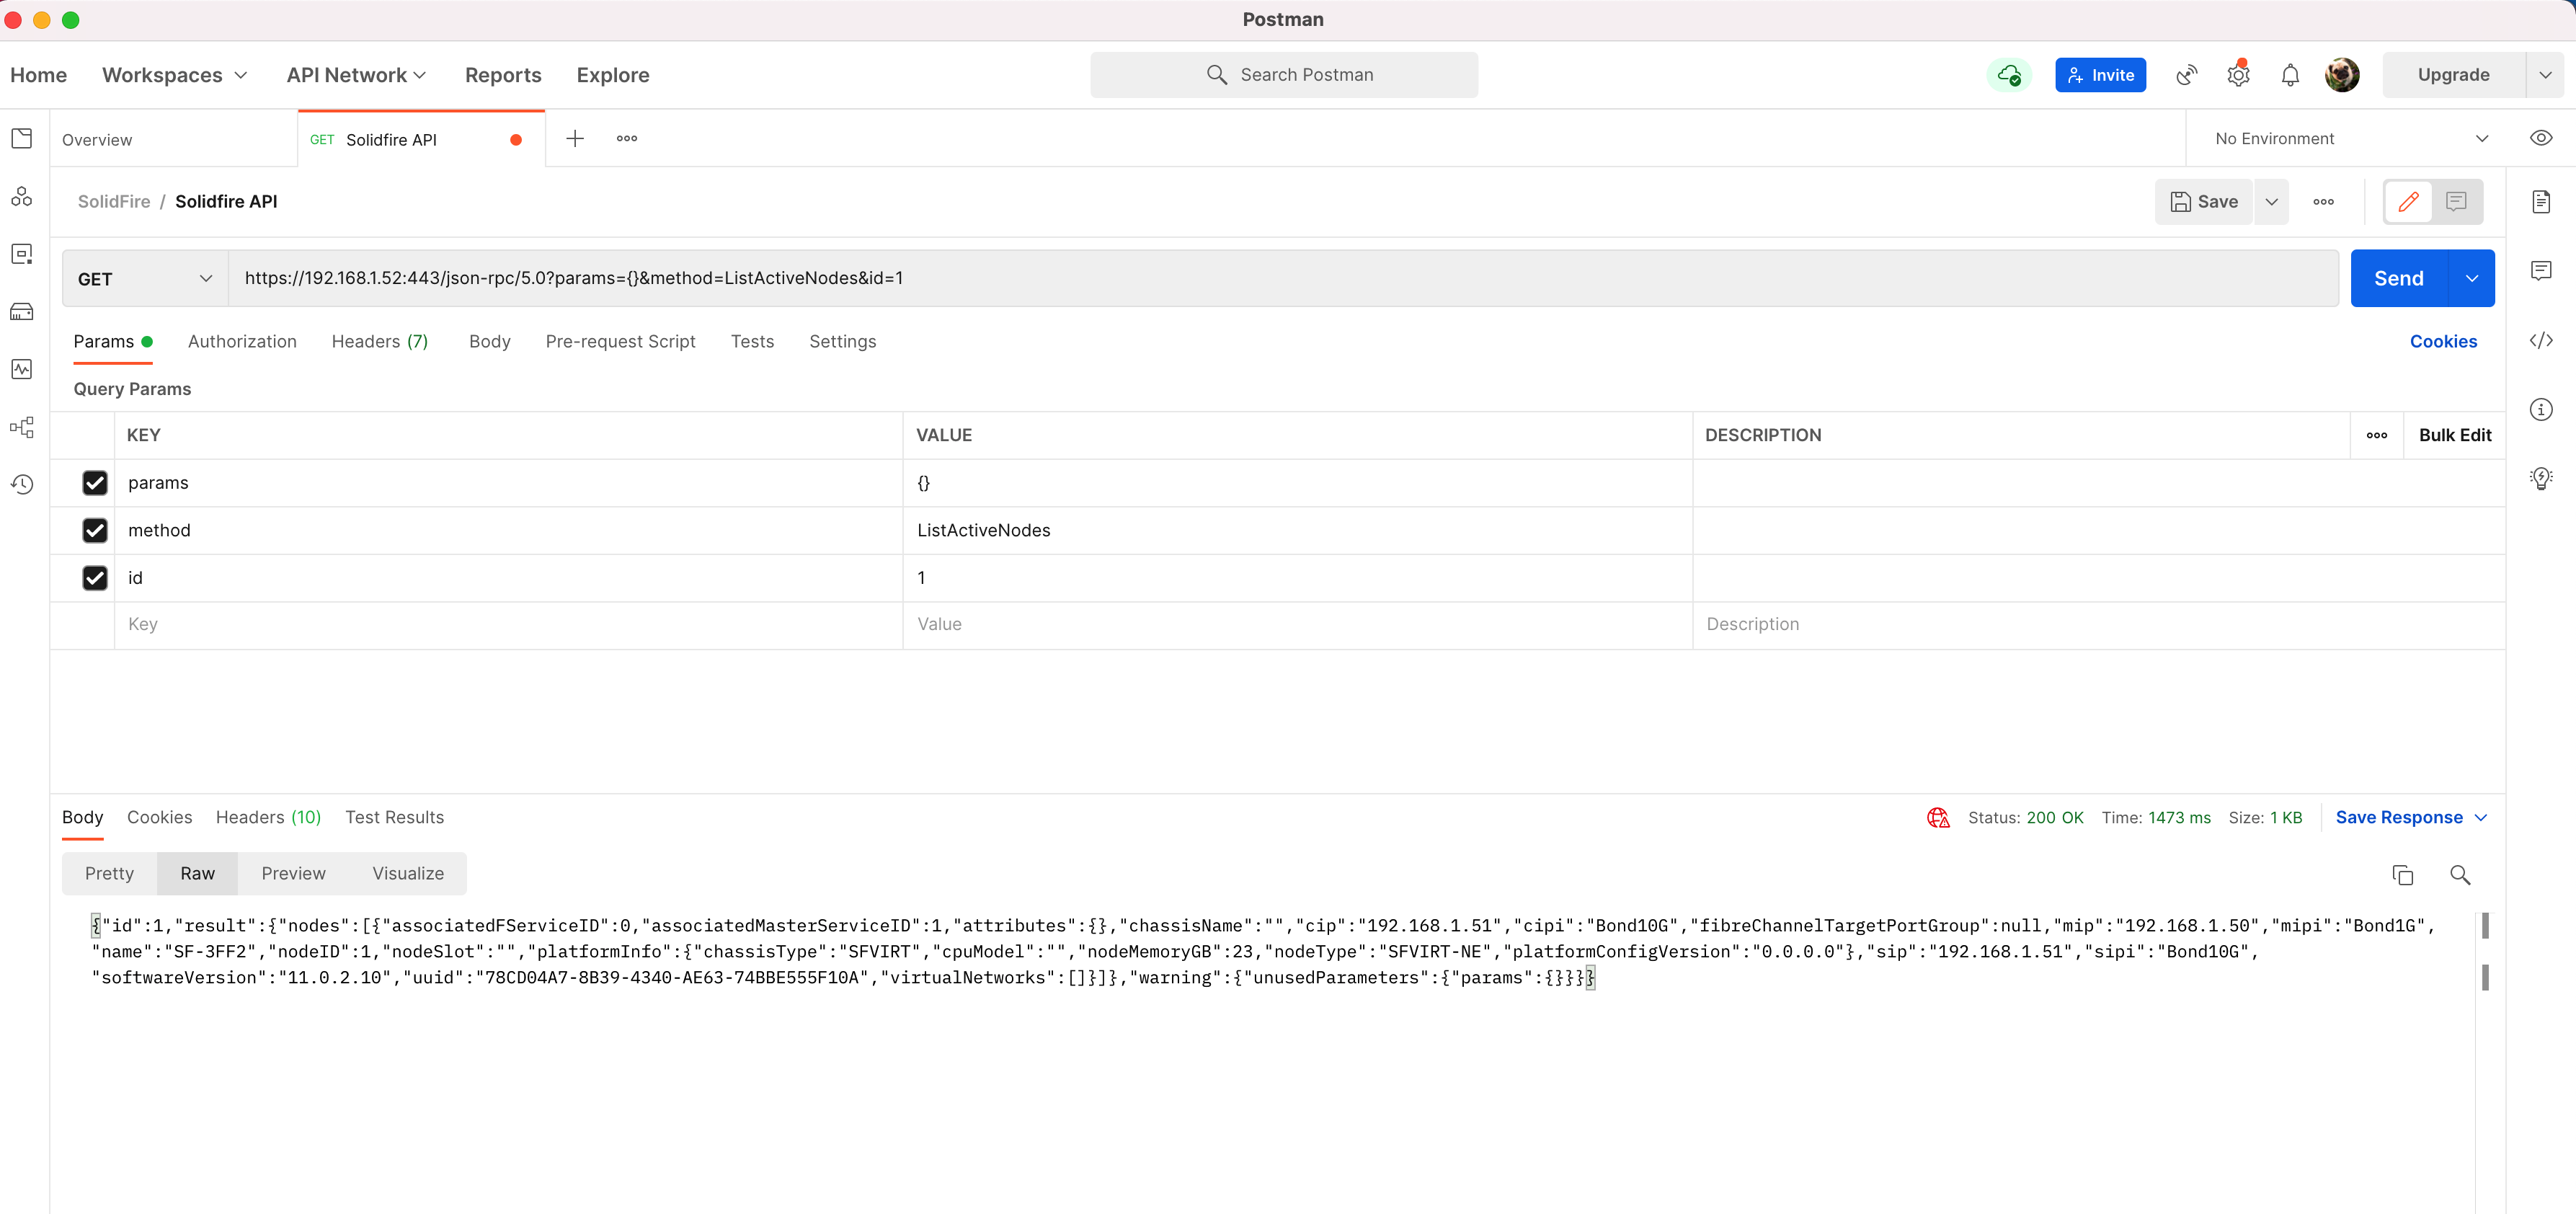 Postman
Home Workspaces API Network Reports Explore Search Postman Invite Upgrade
Overview GET Solidfire API No Environment
SolidFire / Solidfire API Save
GET https://192.168.1.52:443/json-rpc/5.0?params={}&method=ListActiveNodes&id=1 Send
Params Authorization Headers (7) Body Pre-request Script Tests Settings Cookies
Query Params
KEY VALUE DESCRIPTION Bulk Edit
params {}
method ListActiveNodes
id 1
Key Value Description
Body Cookies Headers (10) Test Results Status: 200 OK Time: 1473 ms Size: 1 KB Save Response
Pretty Raw Preview Visualize
{"id":1,"result":{"nodes":[{"associatedFServiceID":0,"associatedMasterServiceID":1,"attributes":{},"chassisName":"","cip":"192.168.1.51","cipi":"Bond10G","fibreChannelTargetPortGroup":null,"mip":"192.168.1.50","mipi":"Bond1G",
"name":"SF-3FF2","nodeID":1,"nodeSlot":"","platformInfo":{"chassisType":"SFVIRT","cpuModel":"","nodeMemoryGB":23,"nodeType":"SFVIRT-NE","platformConfigVersion":"0.0.0.0"},"sip":"192.168.1.51","sipi":"Bond10G",
"softwareVersion":"11.0.2.10","uuid":"78CD04A7-8B39-4340-AE63-74BBE555F10A","virtualNetworks":[]}]},"warning":{"unusedParameters":{"params":{}}}}